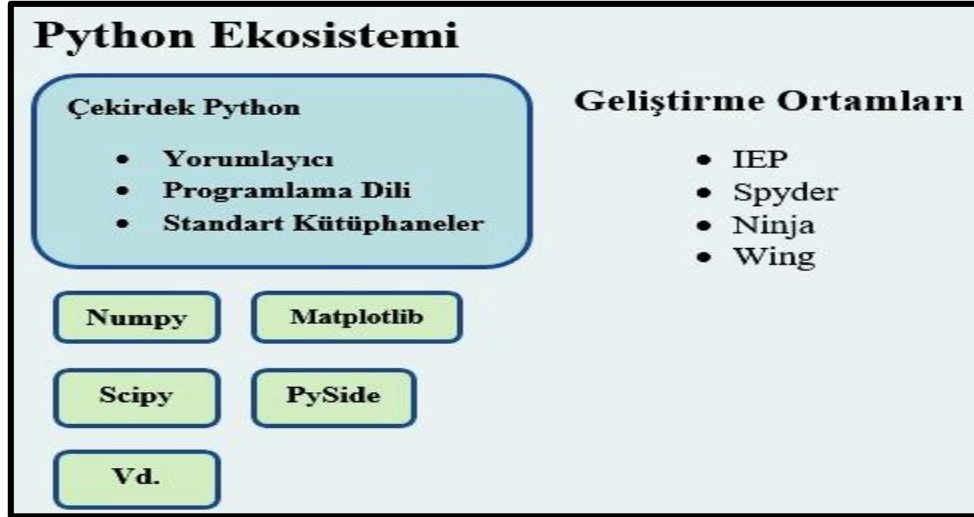 Python Ekosistemi
Çekirdek Python
• Yorumlayıcı
• Programlama Dili
• Standart Kütüphaneler
Numpy
Matplotlib
Scipy
PySide
Vd.
Geliştirme Ortamları
• IEP
• Spyder
• Ninja
• Wing